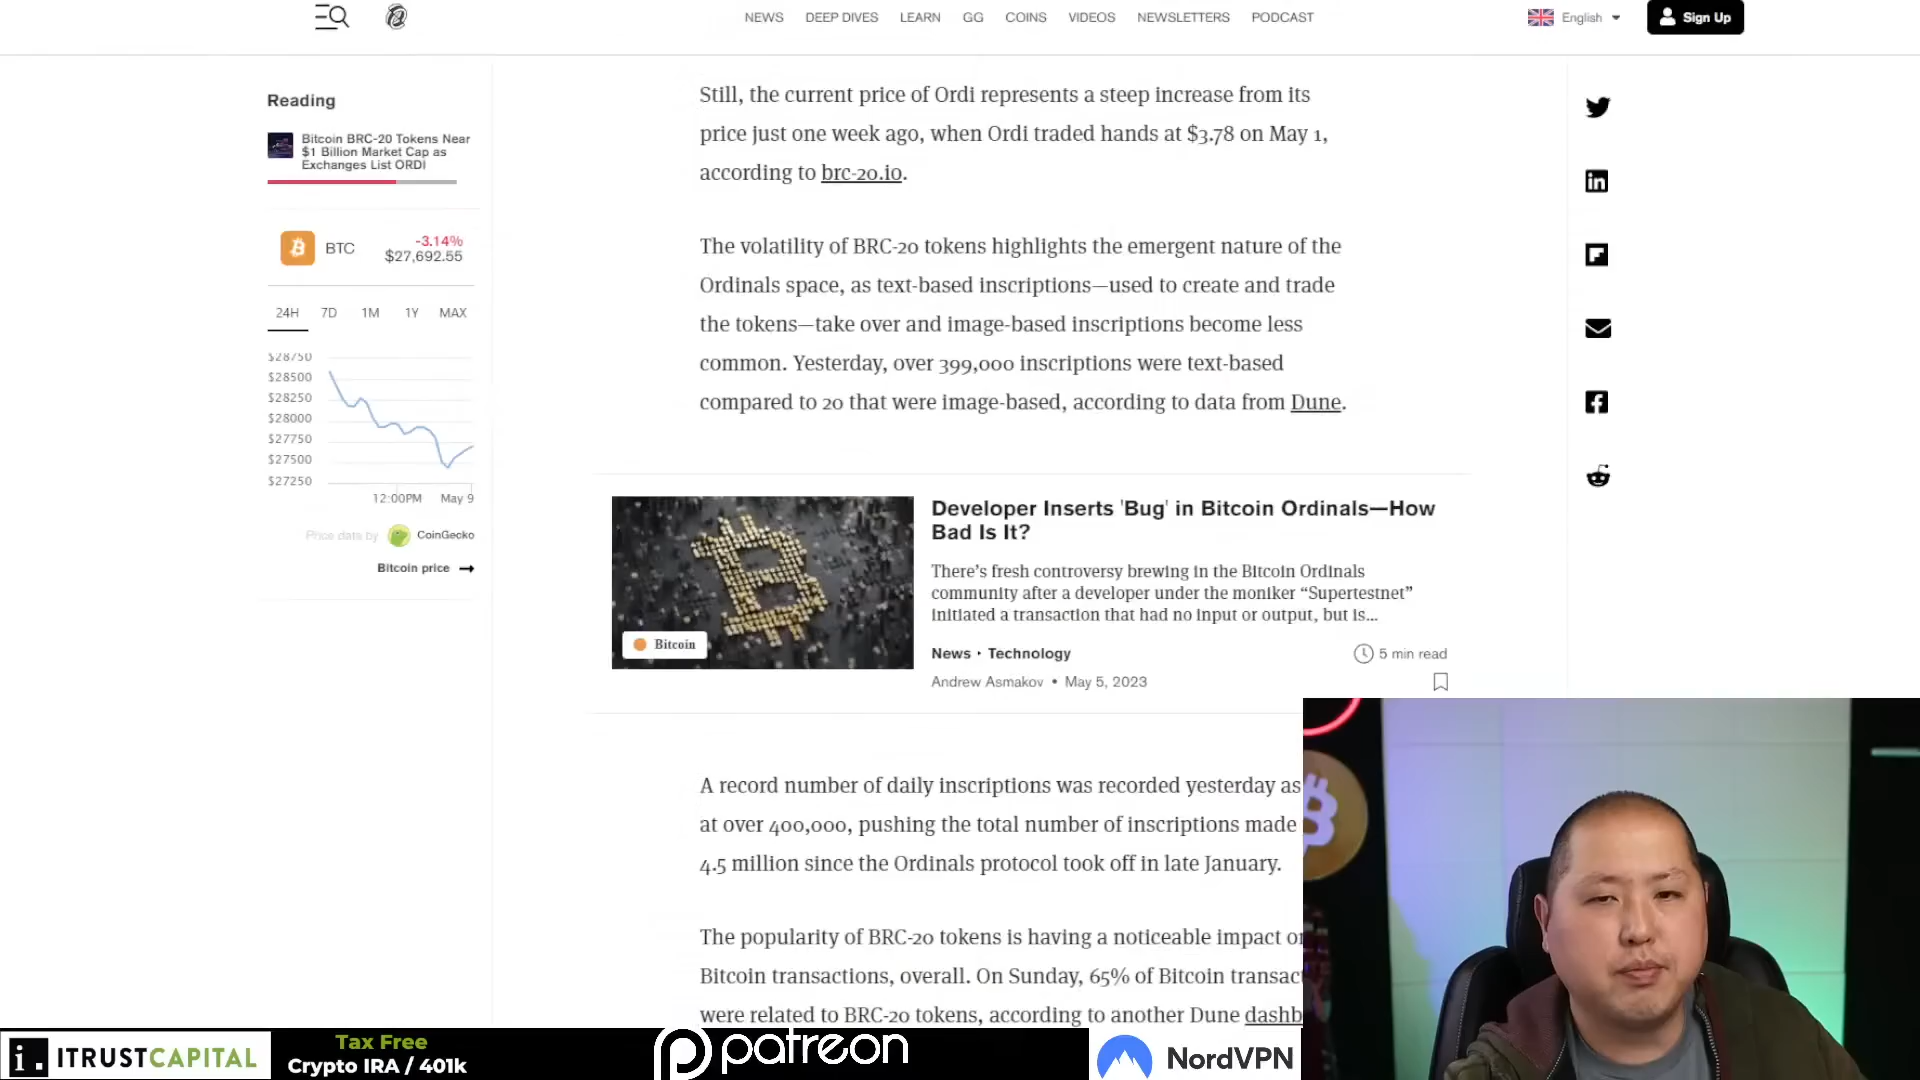 NEWS
DEEP DIVES
LEARN
GG
COINS
VIDEOS
NEWSLETTERS
PODCAST
English
Sign Up
Reading
Bitcoin BRC-20 Tokens Near
$1 Billion Market Cap as
Exchanges List ORDI
BTC
-3.14%
$27,692.55
24H
7D
1M
1Y
MAX
$28750
$28500
$28250
$28000
$27750
$27500
$27250
12:00PM
May 9
Price data by
CoinGecko
Bitcoin price
Still, the current price of Ordi represents a steep increase from its
price just one week ago, when Ordi traded hands at $3.78 on May 1,
according to brc-20.io.
The volatility of BRC-20 tokens highlights the emergent nature of the
Ordinals space, as text-based inscriptions—used to create and trade
the tokens—take over and image-based inscriptions become less
common. Yesterday, over 399,000 inscriptions were text-based
compared to 20 that were image-based, according to data from Dune.
Bitcoin
Developer Inserts 'Bug' in Bitcoin Ordinals—How
Bad Is It?
There's fresh controversy brewing in the Bitcoin Ordinals
community after a developer under the moniker “Supertestnet”
initiated a transaction that had no input or output, but is...
News • Technology
5 min read
Andrew Asmakov • May 5, 2023
A record number of daily inscriptions was recorded yesterday as
at over 400,000, pushing the total number of inscriptions made
4.5 million since the Ordinals protocol took off in late January.
The popularity of BRC-20 tokens is having a noticeable impact
Bitcoin transactions, overall. On Sunday, 65% of Bitcoin transac
were related to BRC-20 tokens, according to another Dune dashb
i. ITRUSTCAPITAL
Tax Free
Crypto IRA / 401k
patreon
NordVPN